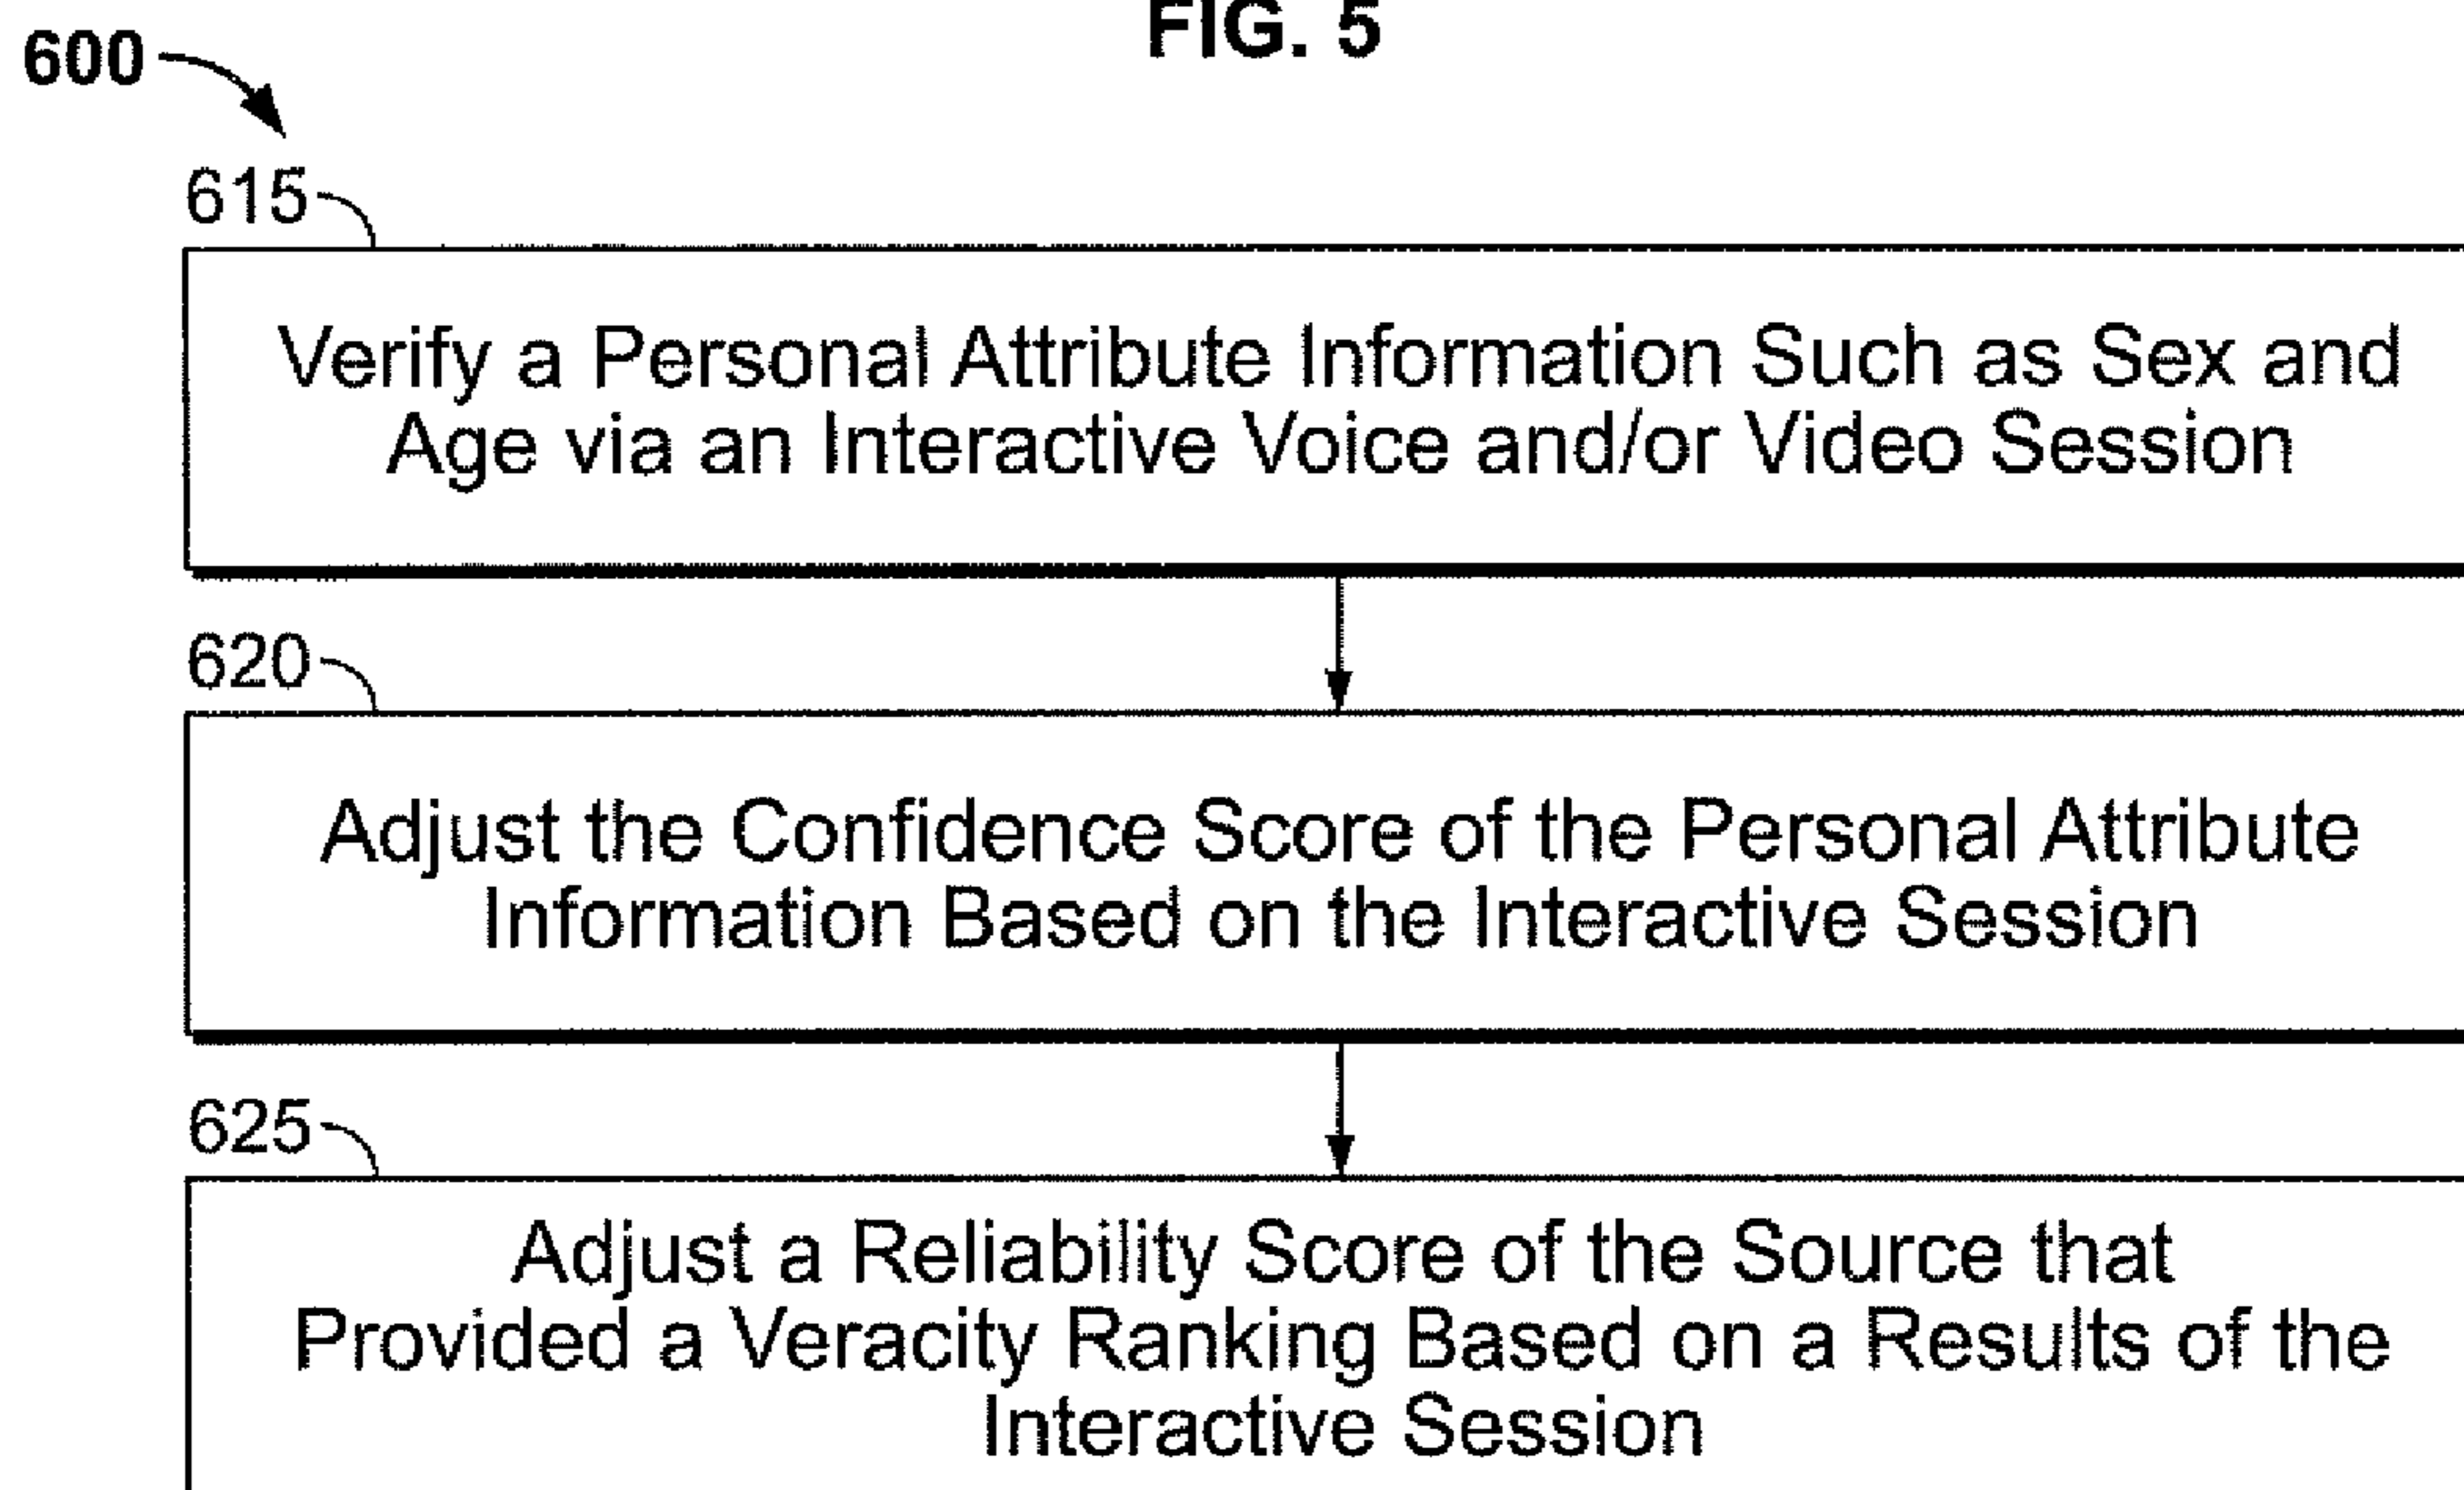 FIG. 5
600
615
Verify a Personal Attribute Information Such as Sex and
Age via an Interactive Voice and/or Video Session
620
Adjust the Confidence Score of the Personal Attribute
Information Based on the Interactive Session
625
Adjust a Reliability Score of the Source that
Provided a Veracity Ranking Based on a Results of the
Interactive Session